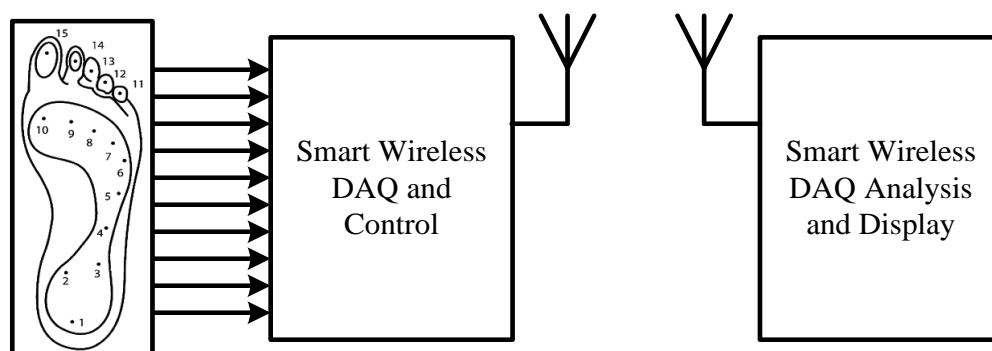 15
14
13
12
11
10
9
8
7
6
5
4
3
2
1
Smart Wireless
DAQ and
Control
Smart Wireless
DAQ Analysis
and Display